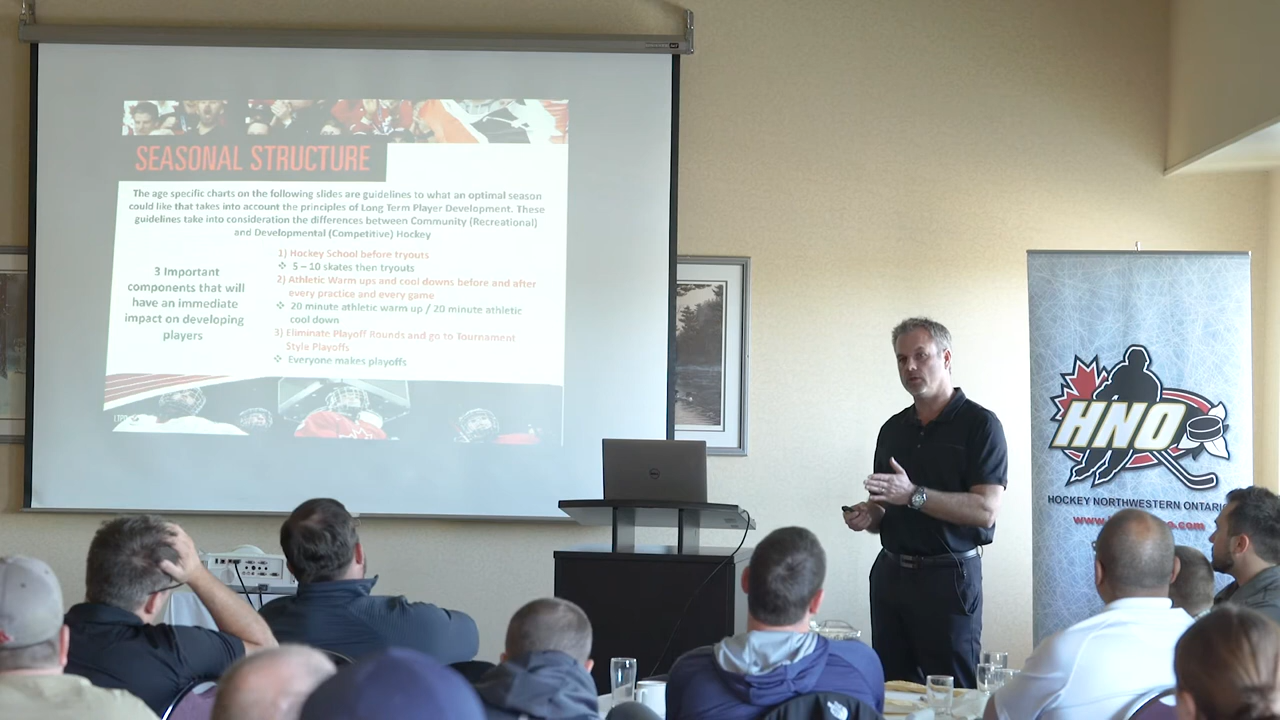 SEASONAL STRUCTURE
The age specific charts on the following slides are guidelines to what an optimal season
could like that takes into account the principles of Long Term Player Development. These
guidelines take into consideration the differences between Community (Recreational)
and Developmental (Competitive) Hockey
3 Important
components that will
have an immediate
impact on developing
players
1) Hockey School before tryouts
❖ 5 – 10 skates then tryouts
2) Athletic Warm ups and cool downs before and after
every practice and every game
❖ 20 minute athletic warm up / 20 minute athletic
cool down
3) Eliminate Playoff Rounds and go to Tournament
Style Playoffs
❖ Everyone makes playoffs
HNO
HOCKEY NORTHWESTERN ONTARIO